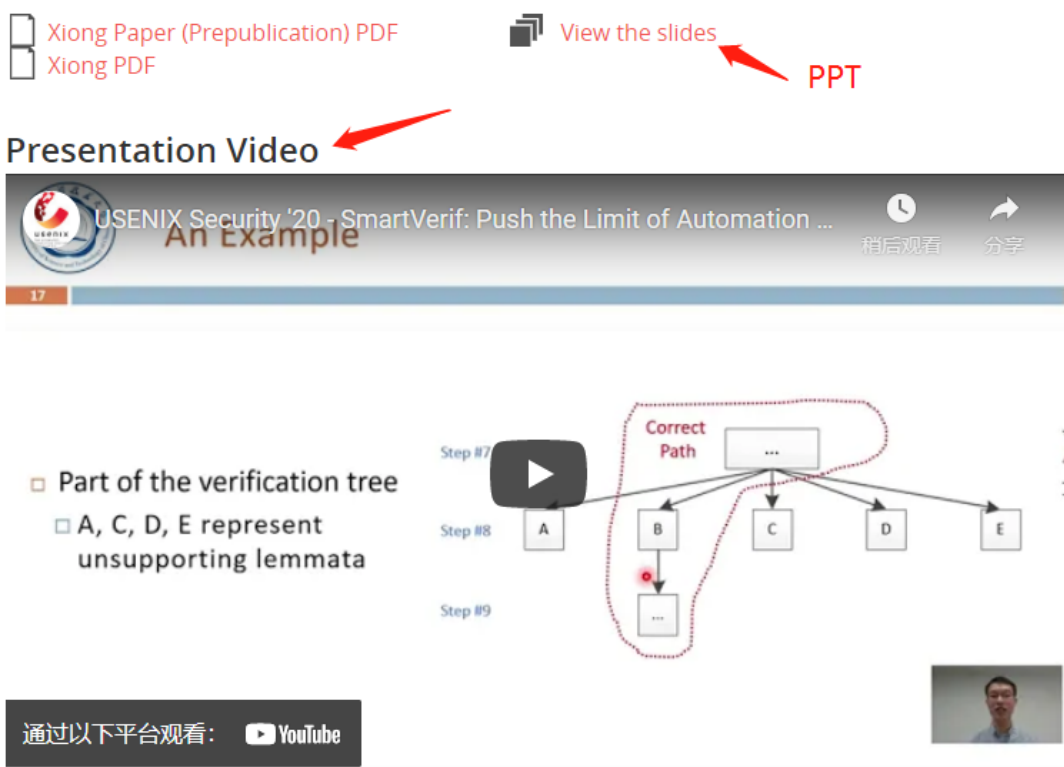 Xiong Paper (Prepublication) PDF
View the slides
Xiong PDF
PPT
Presentation Video
usenix
USENIX Security '20 - SmartVerif: Push the Limit of Automation ...
An Example
稍后观看
分享
17
Correct
Path
...
Step #7
Part of the verification tree
A, C, D, E represent
unsupporting lemmata
Step #8
A
B
C
D
E
Step #9
...
通过以下平台观看：
YouTube